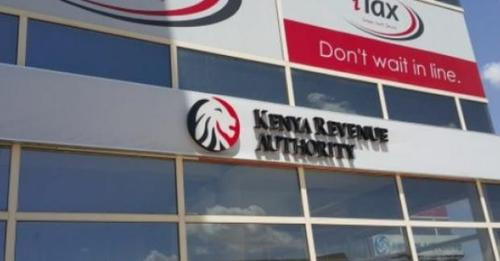 iTax
Don't wait in line.
KENYA REVENUE
AUTHORITY